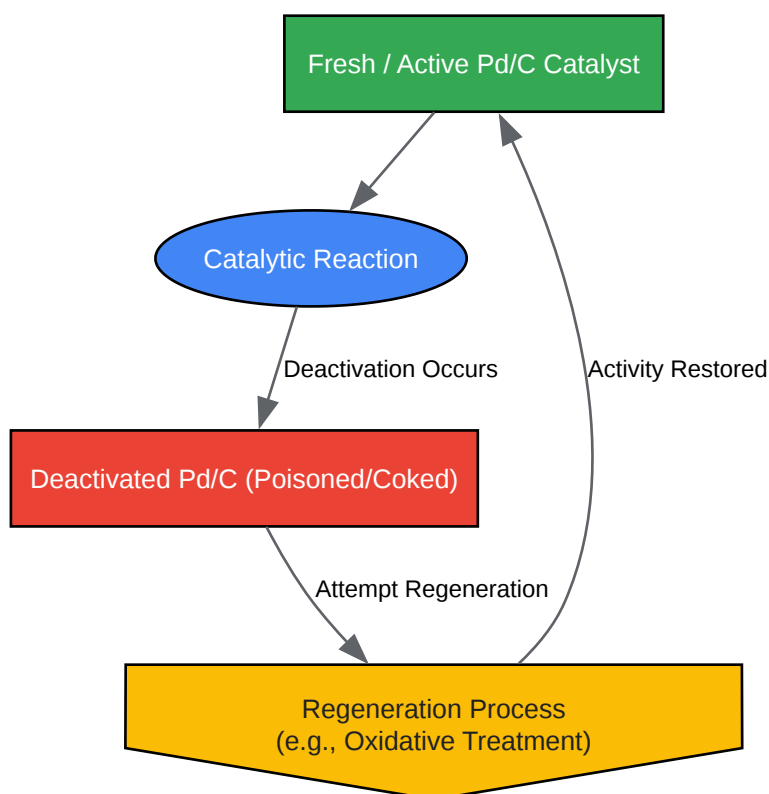 Fresh / Active Pd/C Catalyst
Catalytic Reaction
Deactivation Occurs
Activity Restored
Deactivated Pd/C (Poisoned/Coked)
Attempt Regeneration
Regeneration Process
(e.g., Oxidative Treatment)